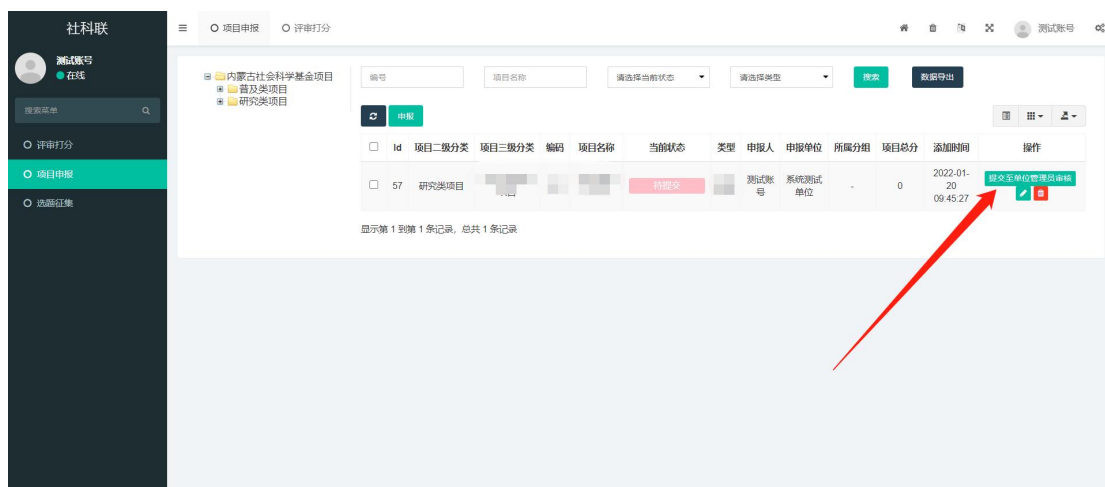 社科联
项目申报
评审打分
测试账号
测试账号
在线
搜索菜单
评审打分
项目申报
选题征集
内蒙古社会科学基金项目
普及类项目
研究类项目
编号
项目名称
请选择当前状态
请选择类型
搜索
数据导出
申报
Id 项目二级分类 项目三级分类 编码 项目名称 当前状态 类型 申报人 申报单位 所属分组 项目总分 添加时间 操作
57 研究类项目 待提交 测试账号 系统测试单位 - 0 2022-01-20 09:45:27 提交至单位管理员审核
显示第 1 到第 1 条记录，总共 1 条记录